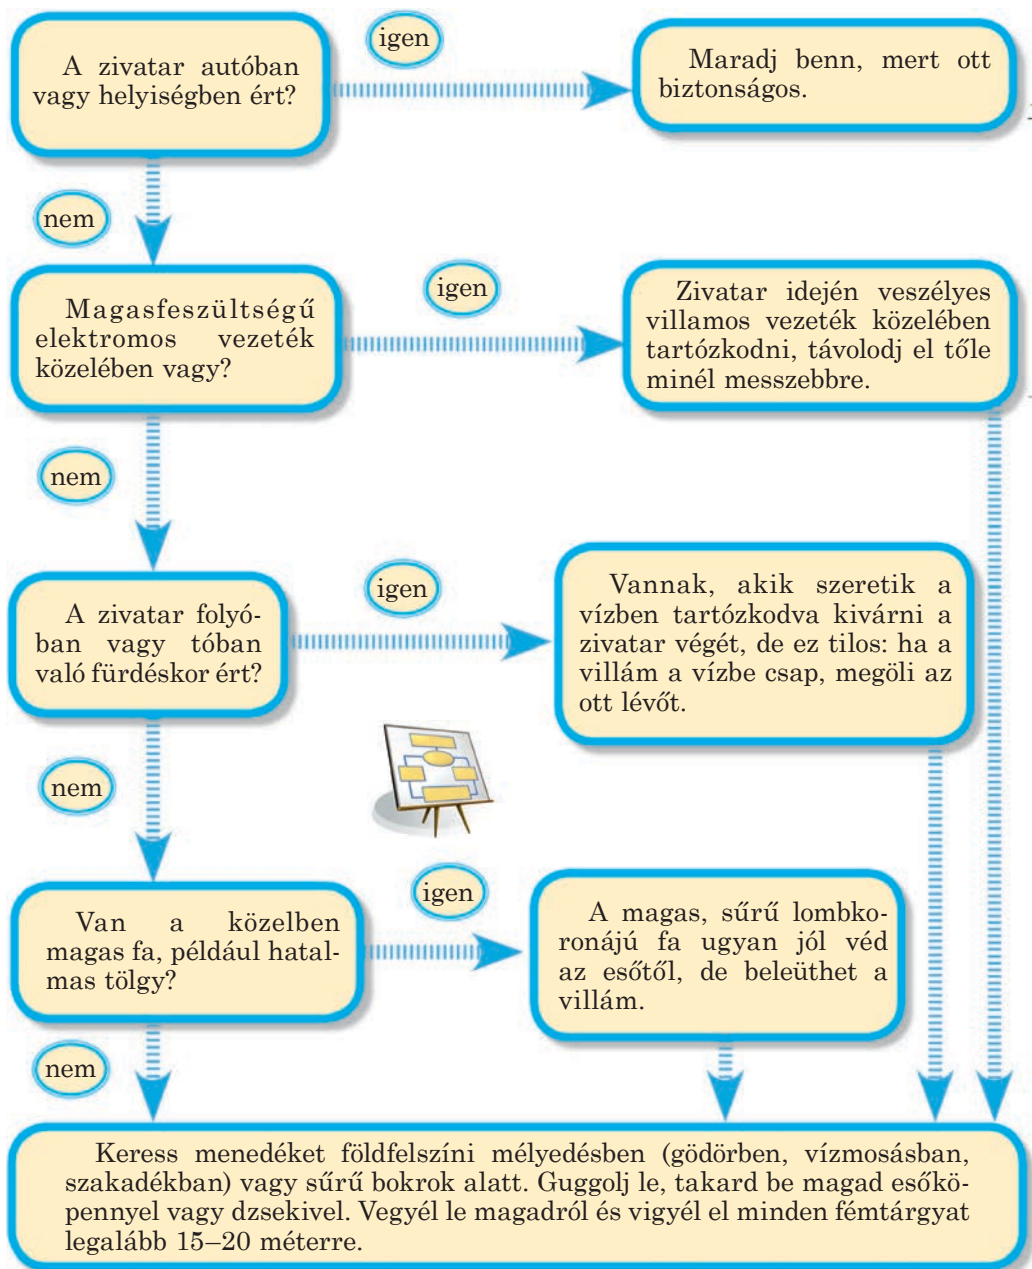 A zivatar autóban
vagy helyiségben ért?
igen
Maradj benn, mert ott
biztonságos.
nem
Magasfeszültségű
elektromos vezeték
közelében vagy?
igen
Zivatar idején veszélyes
villamos vezeték közelében
tartózkodni, távolodj el tőle
minél messzebbre.
nem
A zivatar folyó-
ban vagy tóban
való fürdéskor ért?
igen
Vannak, akik szeretik a
vízben tartózkodva kivárni a
zivatar végét, de ez tilos: ha a
villám a vízbe csap, megöli az
ott lévőt.
nem
Van a közelben
magas fa, például hatal-
mas tölgy?
igen
A magas, sűrű lombko-
ronájú fa ugyan jól véd
az esőtől, de beleüthet a
villám.
nem
Keress menedéket földfelszíni mélyedésben (gödörben, vízmosásban,
szakadékban) vagy sűrű bokrok alatt. Guggolj le, takard be magad esőkö-
pennyel vagy dzsekivel. Vegyél le magadról és vigyél el minden fémtárgyat
legalább 15–20 méterre.